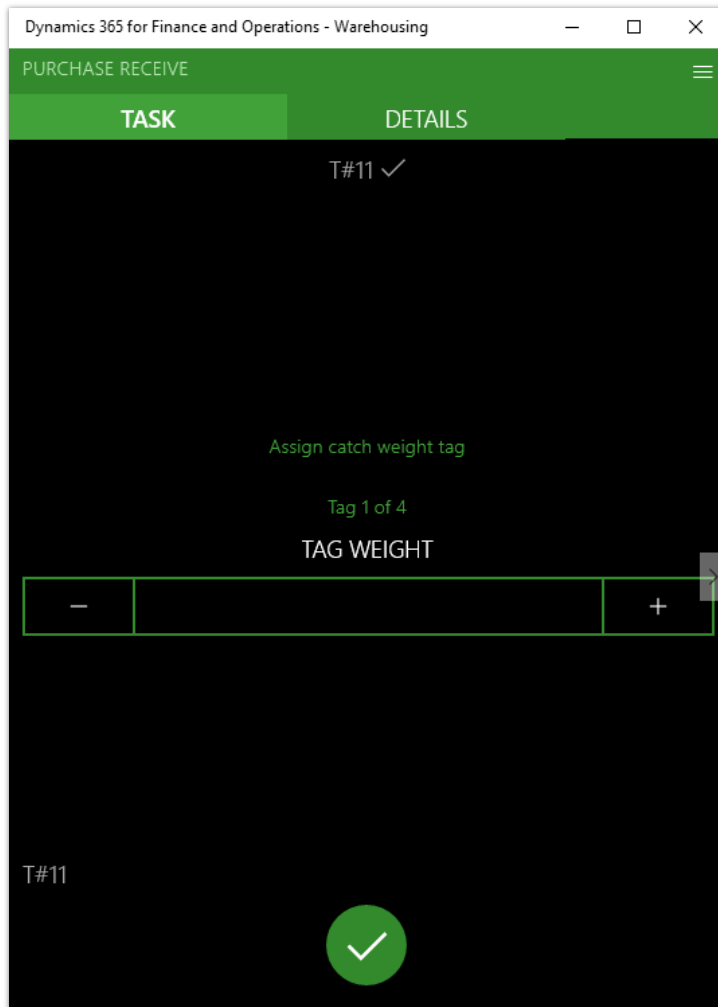 Dynamics 365 for Finance and Operations - Warehousing
PURCHASE RECEIVE
TASK DETAILS
T#11
Assign catch weight tag
Tag 1 of 4
TAG WEIGHT
T#11